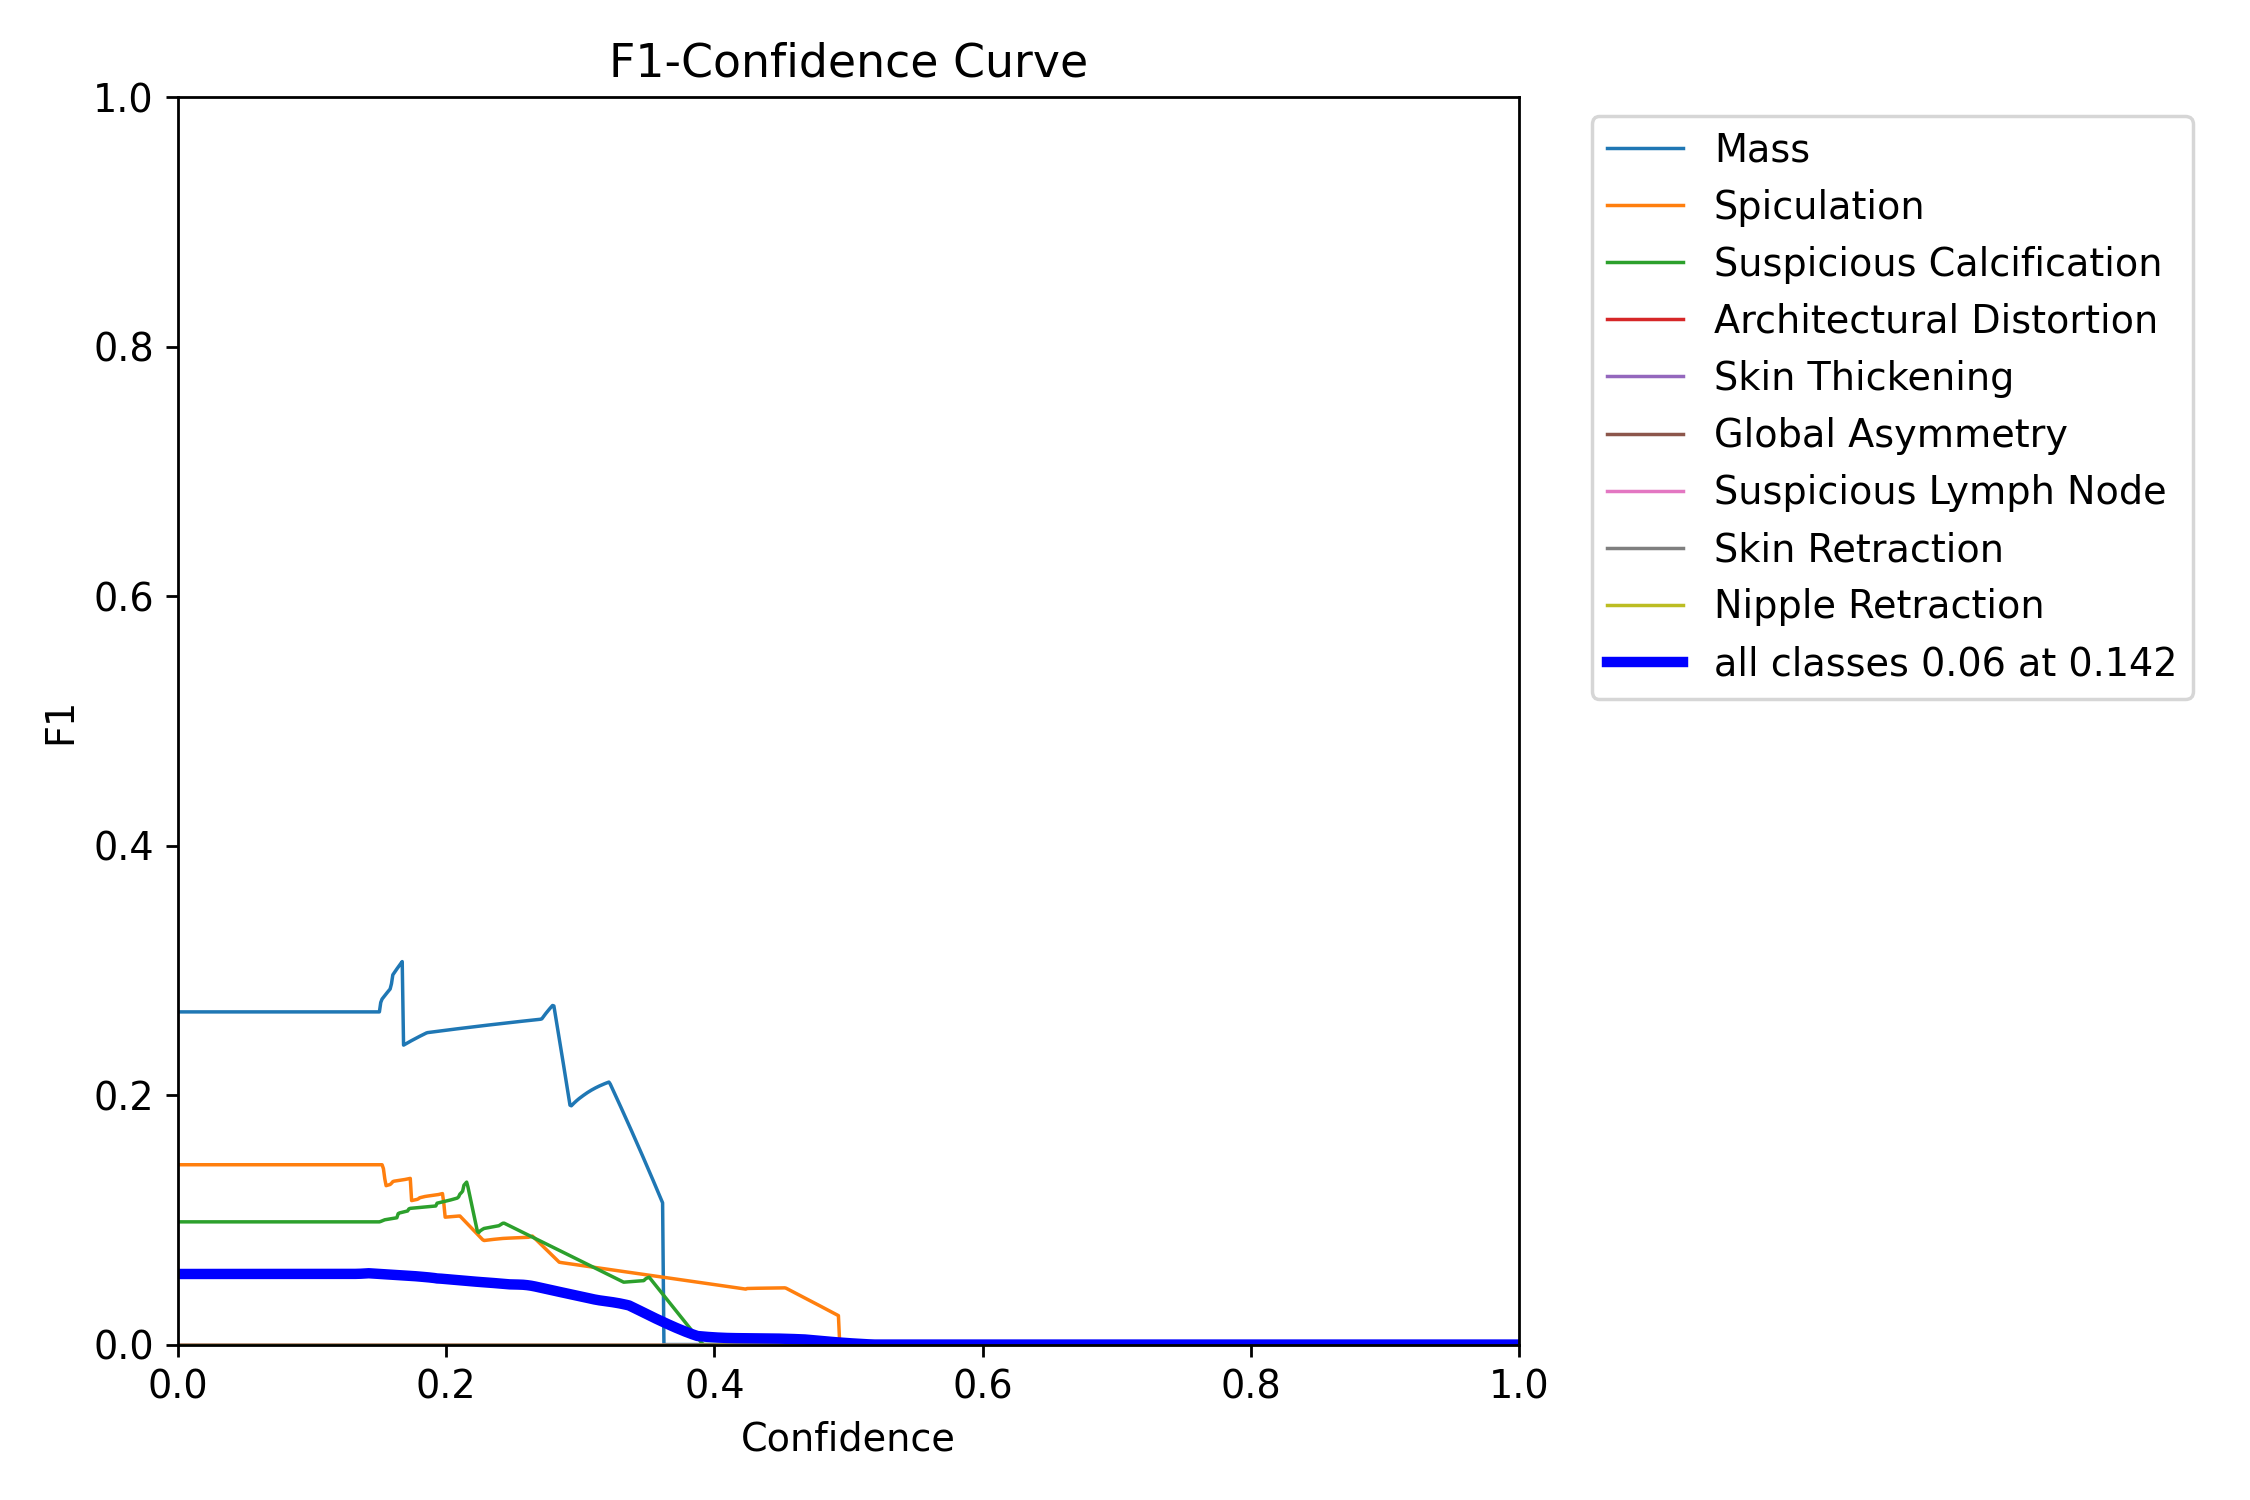 F1-Confidence Curve
1.0
0.8
0.6
0.4
0.2
0.0
F1
0.0 0.2 0.4 0.6 0.8 1.0
Confidence
Mass
Spiculation
Suspicious Calcification
Architectural Distortion
Skin Thickening
Global Asymmetry
Suspicious Lymph Node
Skin Retraction
Nipple Retraction
all classes 0.06 at 0.142